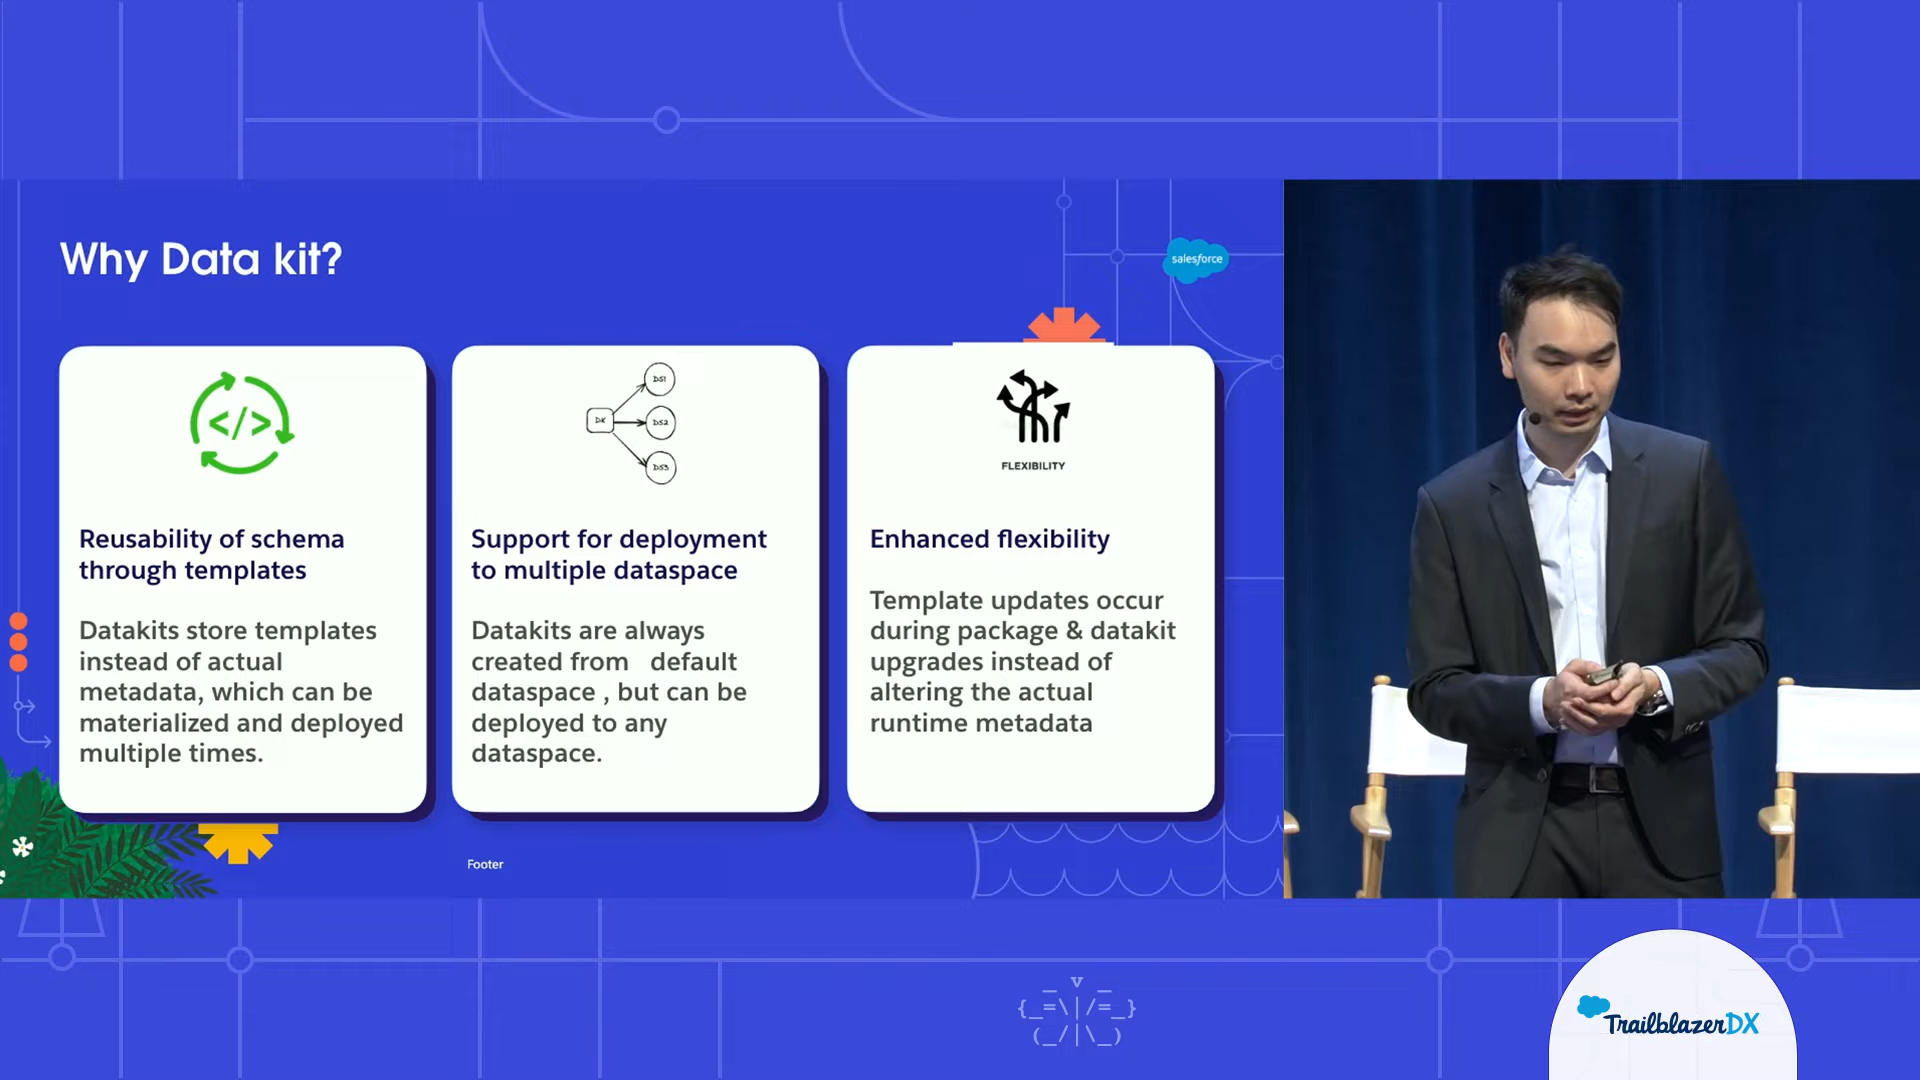 Why Data kit?
salesforce
</>
DK
DS1
DS2
DS3
FLEXIBILITY
Reusability of schema
through templates
Datakits store templates
instead of actual
metadata, which can be
materialized and deployed
multiple times.
Support for deployment
to multiple dataspace
Datakits are always
created from default
dataspace , but can be
deployed to any
dataspace.
Enhanced flexibility
Template updates occur
during package & datakit
upgrades instead of
altering the actual
runtime metadata
Footer
TrailblazerDX